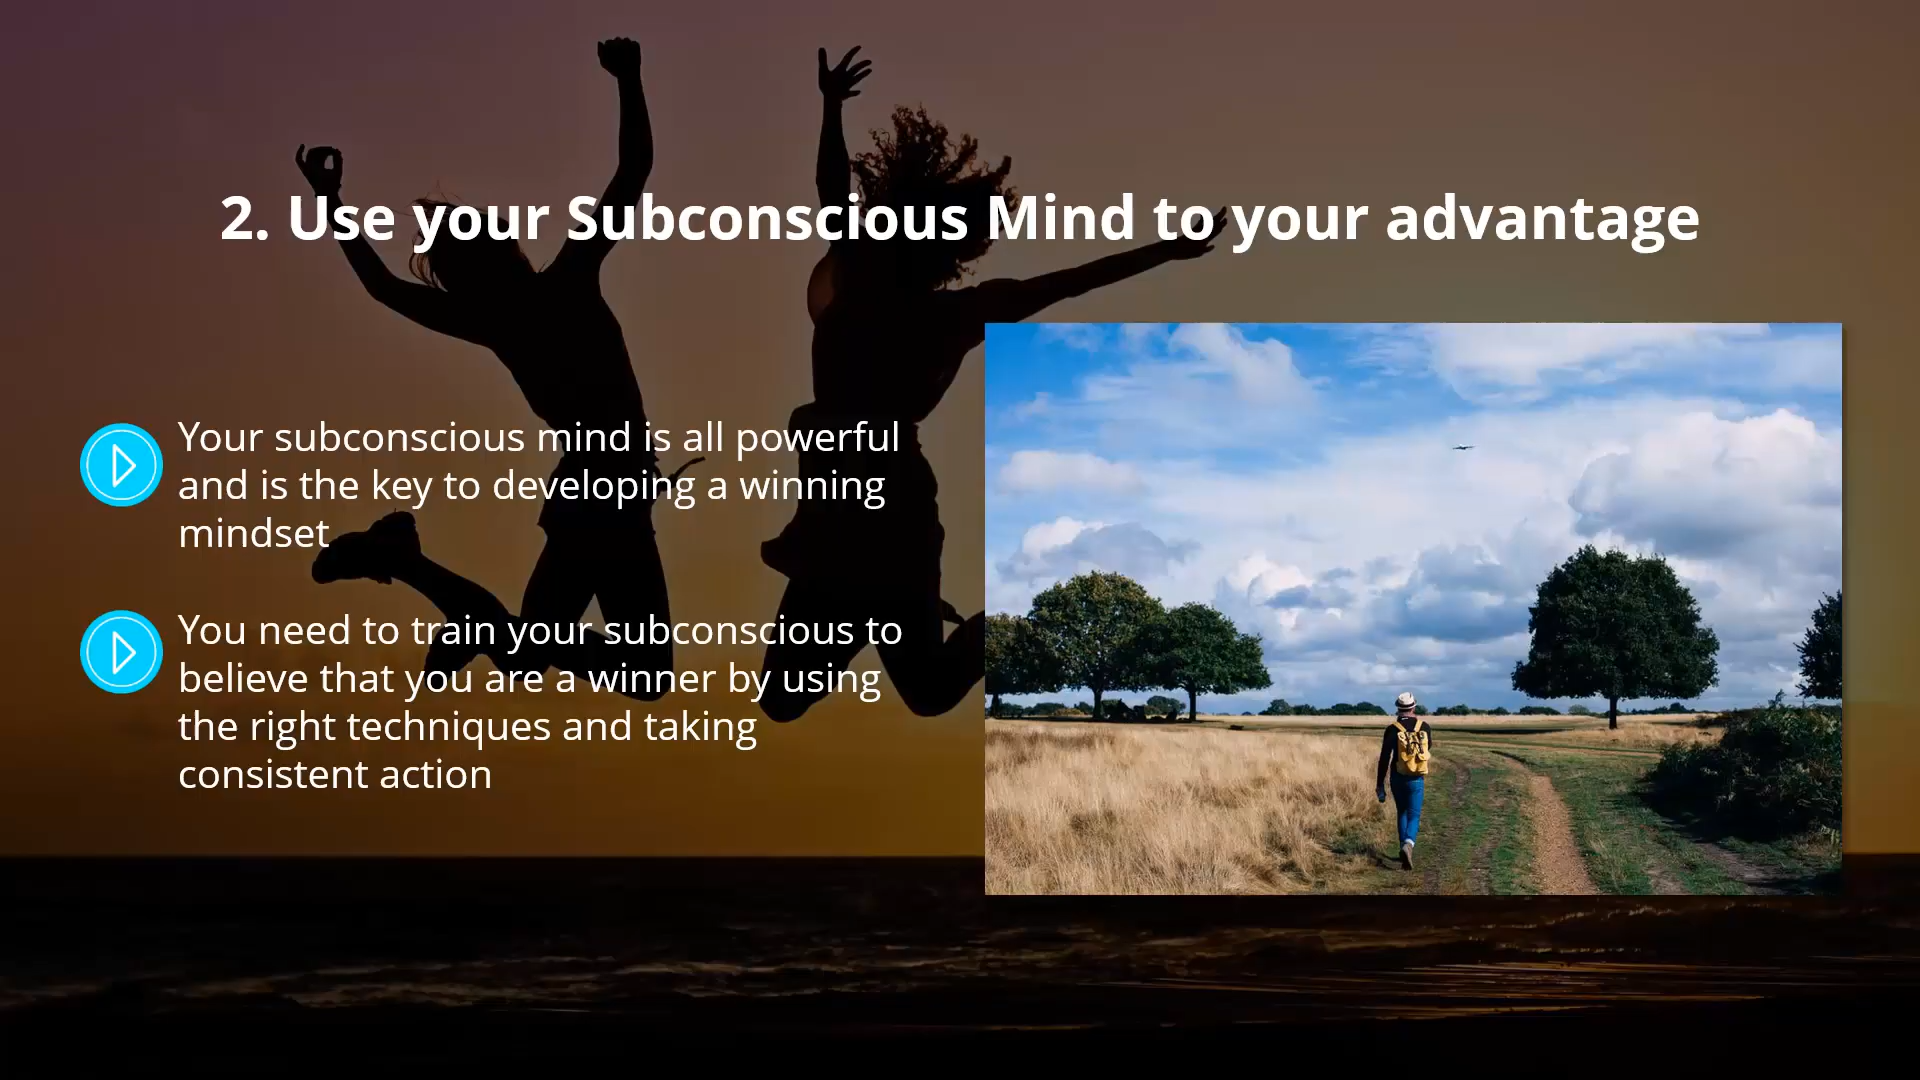 2. Use your Subconscious Mind to your advantage
Your subconscious mind is all powerful
and is the key to developing a winning
mindset
You need to train your subconscious to
believe that you are a winner by using
the right techniques and taking
consistent action